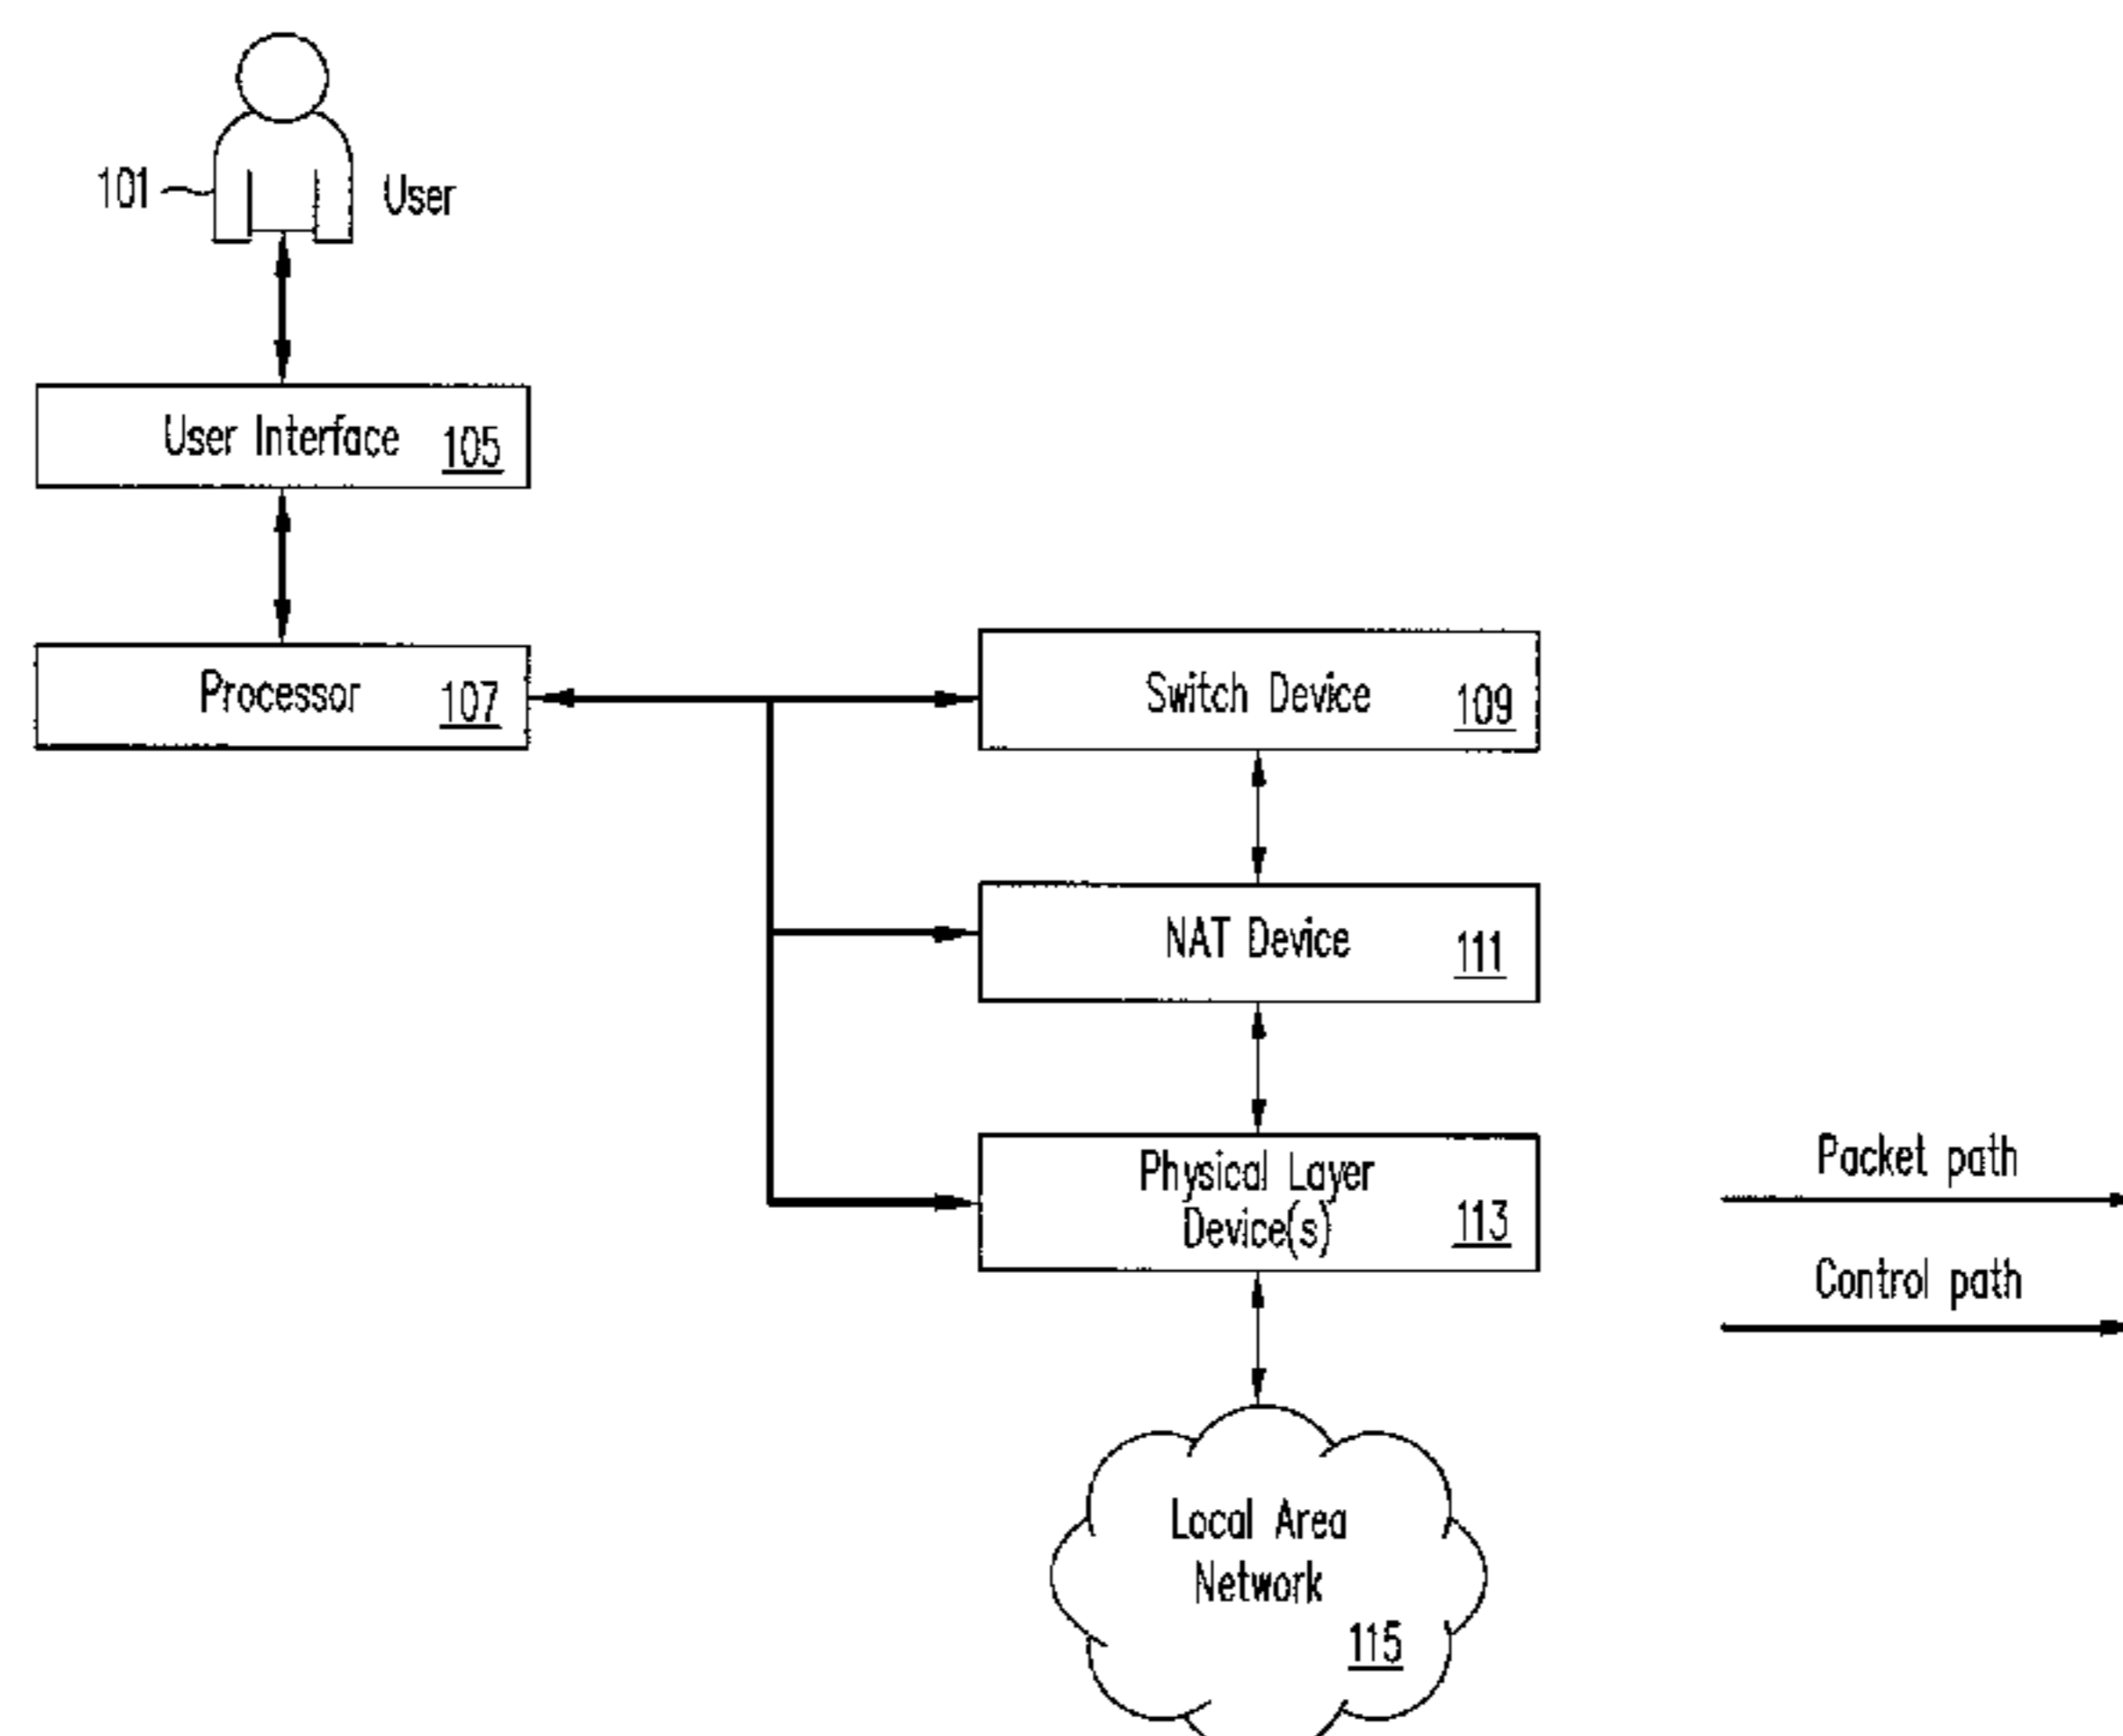 101
User
User Interface 105
Processor 107
Switch Device 109
NAT Device 111
Physical Layer
Device(s) 113
Packet path
Control path
Local Area
Network
115